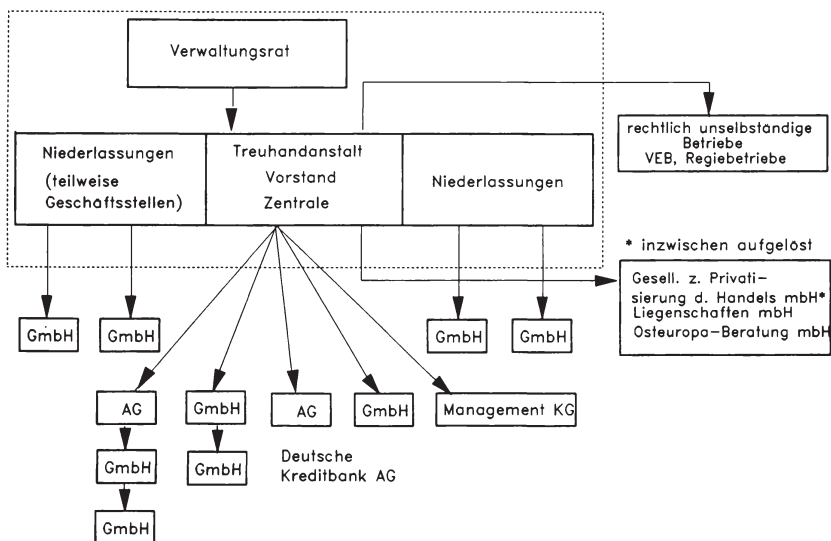 Verwaltungsrat
rechtlich unselbständige
Betriebe
VEB, Regiebetriebe
Niederlassungen
(teilweise
Geschäftsstellen)
Treuhandanstalt
Vorstand
Zentrale
Niederlassungen
* inzwischen aufgelöst
Gesell. z. Privati-
sierung d. Handels mbH*
Liegenschaften mbH
Osteuropa-Beratung mbH
GmbH
GmbH
GmbH
GmbH
AG
GmbH
AG
GmbH
Management KG
GmbH
GmbH
Deutsche
Kreditbank AG
GmbH